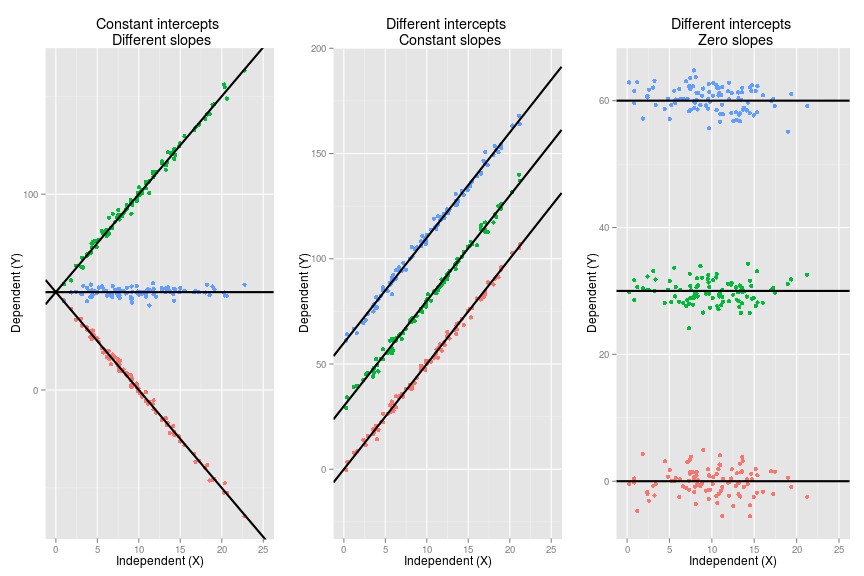 Constant intercepts
Different slopes
Dependent (Y)
100
0
0 5 10 15 20 25
Independent (X)
Different intercepts
Constant slopes
Dependent (Y)
200
150
100
50
0
0 5 10 15 20 25
Independent (X)
Different intercepts
Zero slopes
Dependent (Y)
60
40
20
0
0 5 10 15 20 25
Independent (X)